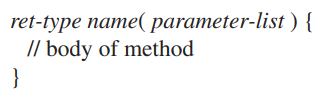 ret-type name( parameter-list ) {
// body of method
}